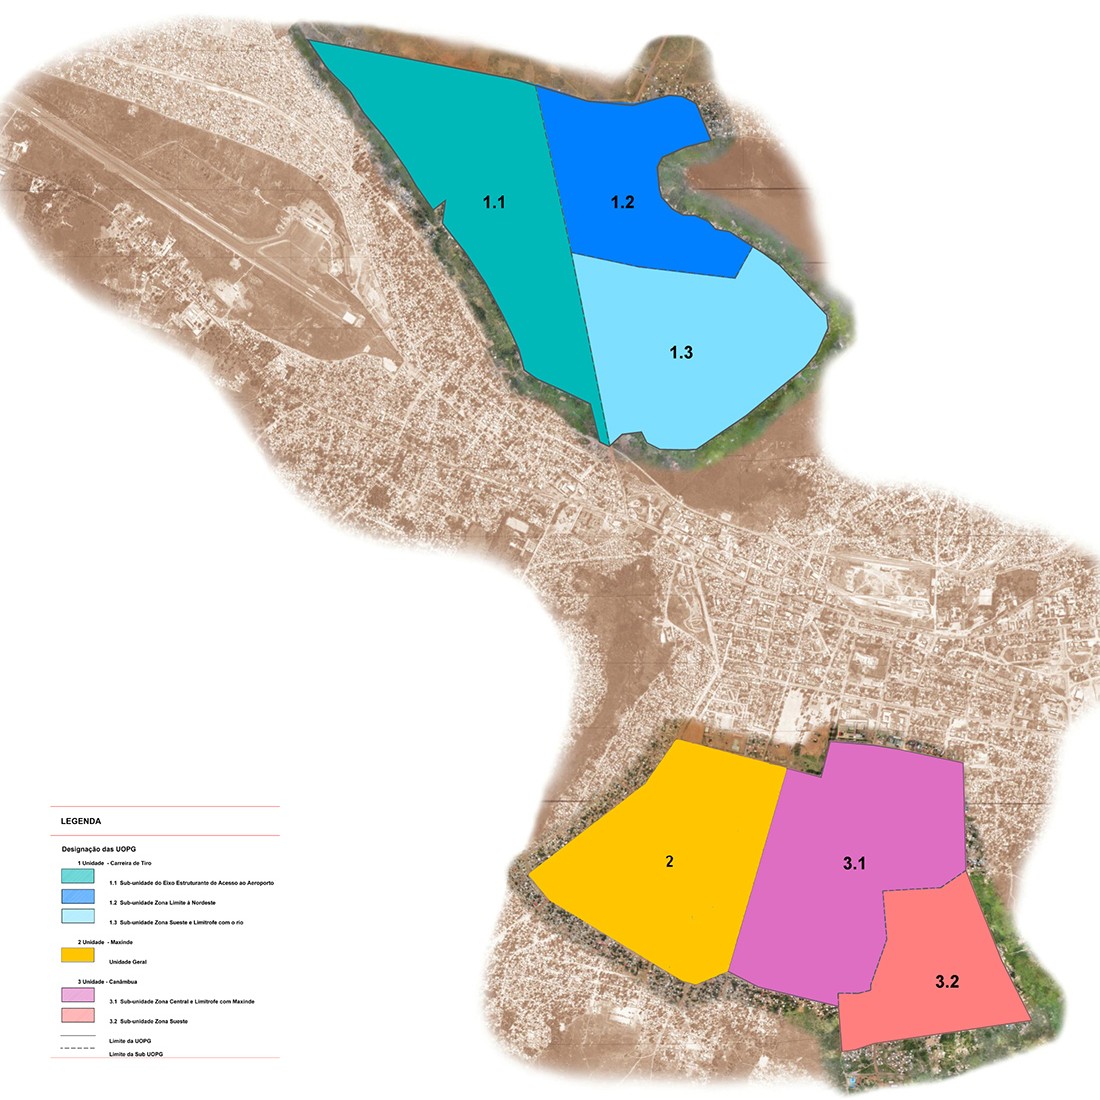 1.1
1.2
1.3
2
3.1
3.2
LEGENDA
Designação das UOPG
1 Unidade - Carreira de Tiro
1.1 Sub-unidade do Eixo Estruturante de Acesso ao Aeroporto
1.2 Sub-unidade Zona Limite à Nordeste
1.3 Sub-unidade Zona Sueste e Limitrofe com o rio
2 Unidade - Maxinde
Unidade Geral
3 Unidade - Canâmbua
3.1 Sub-unidade Zona Central e Limitrofe com Maxinde
3.2 Sub-unidade Zona Sueste
Limite da UOPG
Limite da Sub UOPG